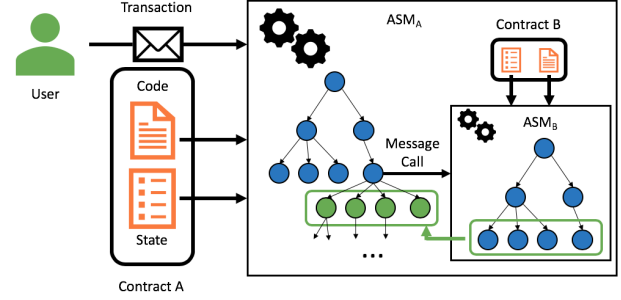 Transaction
User
Code
State
Contract A
ASM_A
Message
Call
...
Contract B
ASM_B